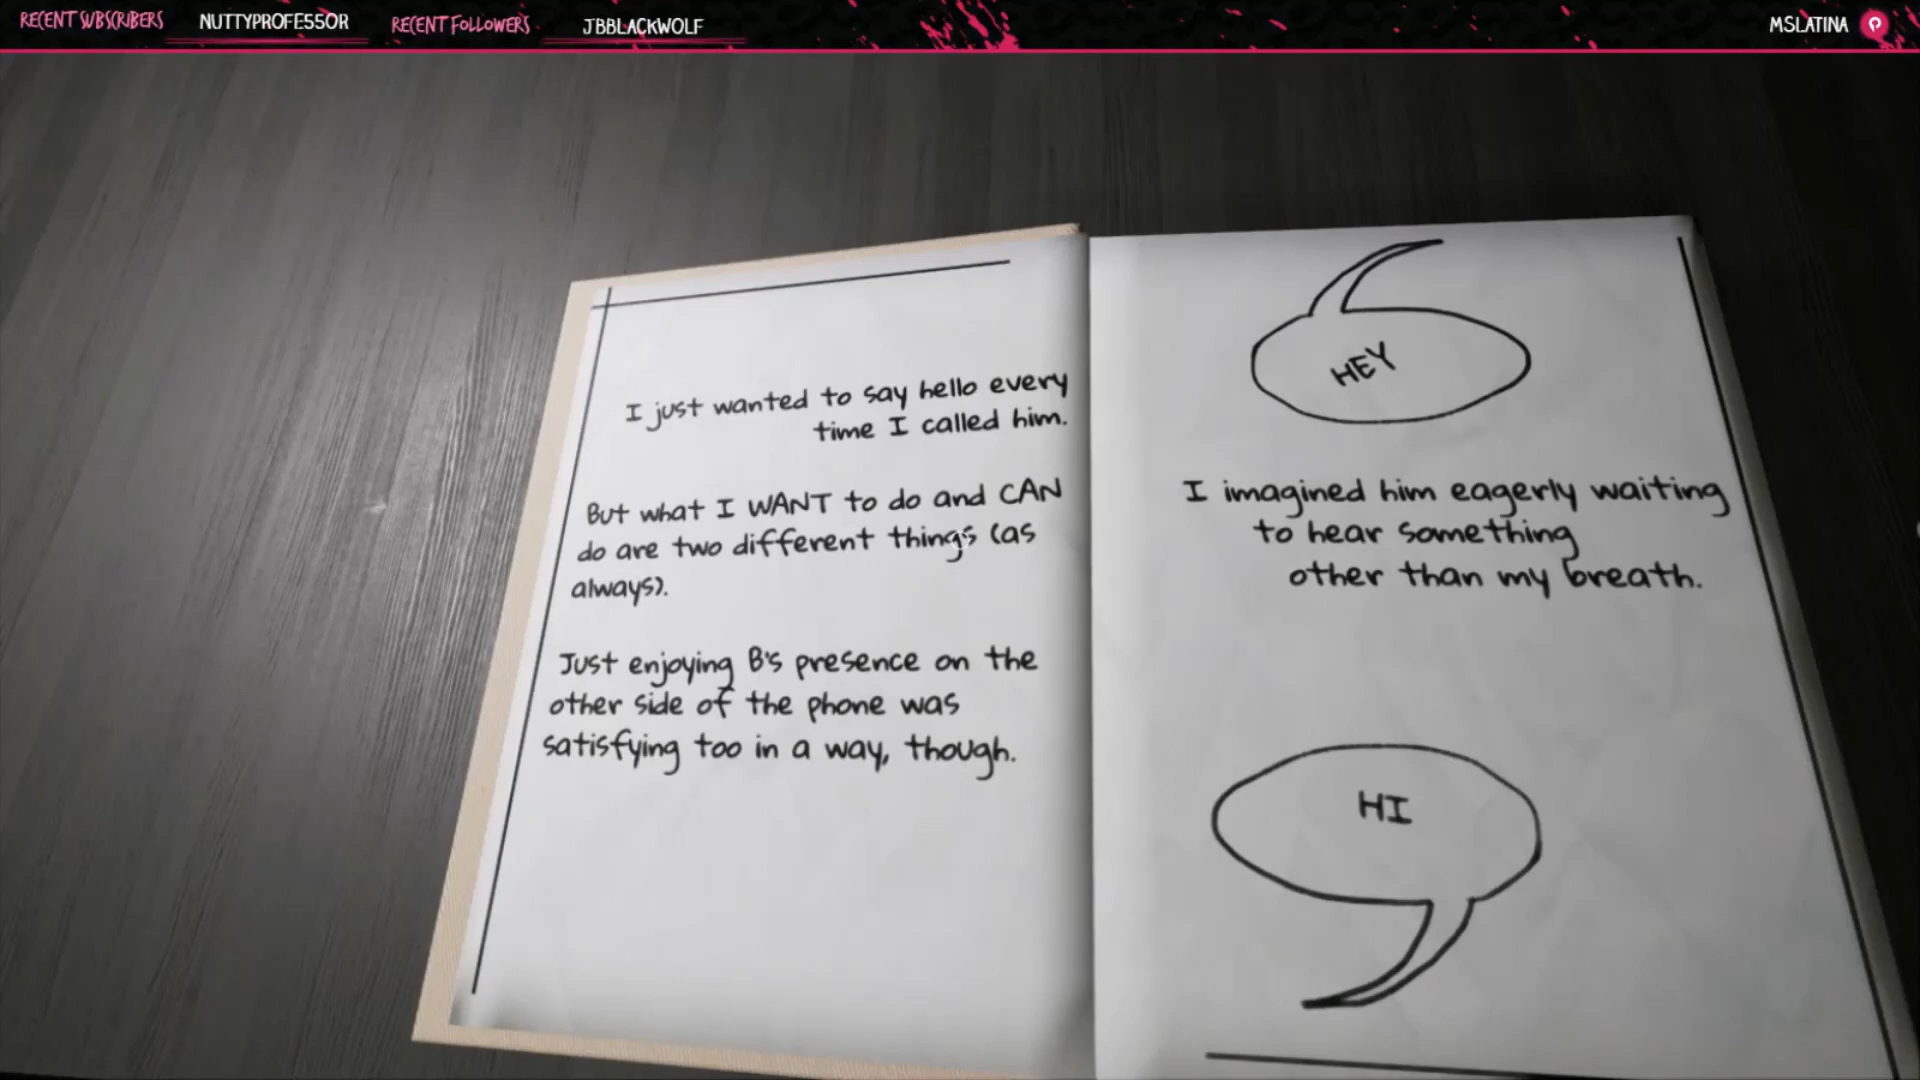 RECENT SUBSCRIBERS NUTTYPROFE55OR RECENT FOLLOWERS JBBLACKWOLF MSLATINA
I just wanted to say hello every
time I called him.
But what I WANT to do and CAN
do are two different things (as
always).
Just enjoying B's presence on the
other side of the phone was
satisfying too in a way, though.
HEY
I imagined him eagerly waiting
to hear something
other than my breath.
HI